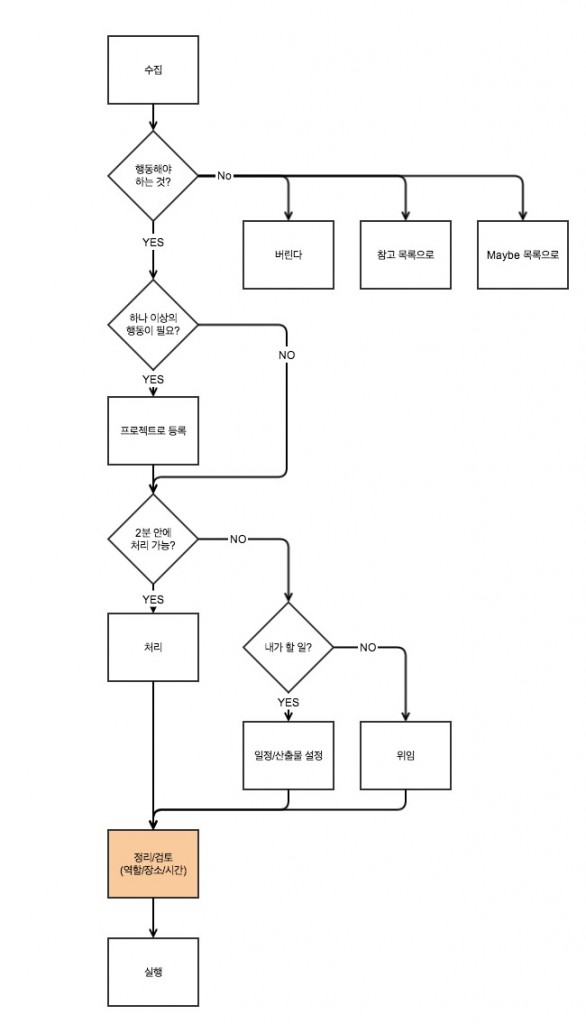 수집
행동해야
하는 것?
No
버린다
참고 목록으로
Maybe 목록으로
YES
하나 이상의
행동이 필요?
NO
YES
프로젝트로 등록
2분 안에
처리 가능?
NO
YES
처리
내가 할 일?
NO
YES
일정/산출물 설정
위임
정리/검토
(역할/장소/시간)
실행